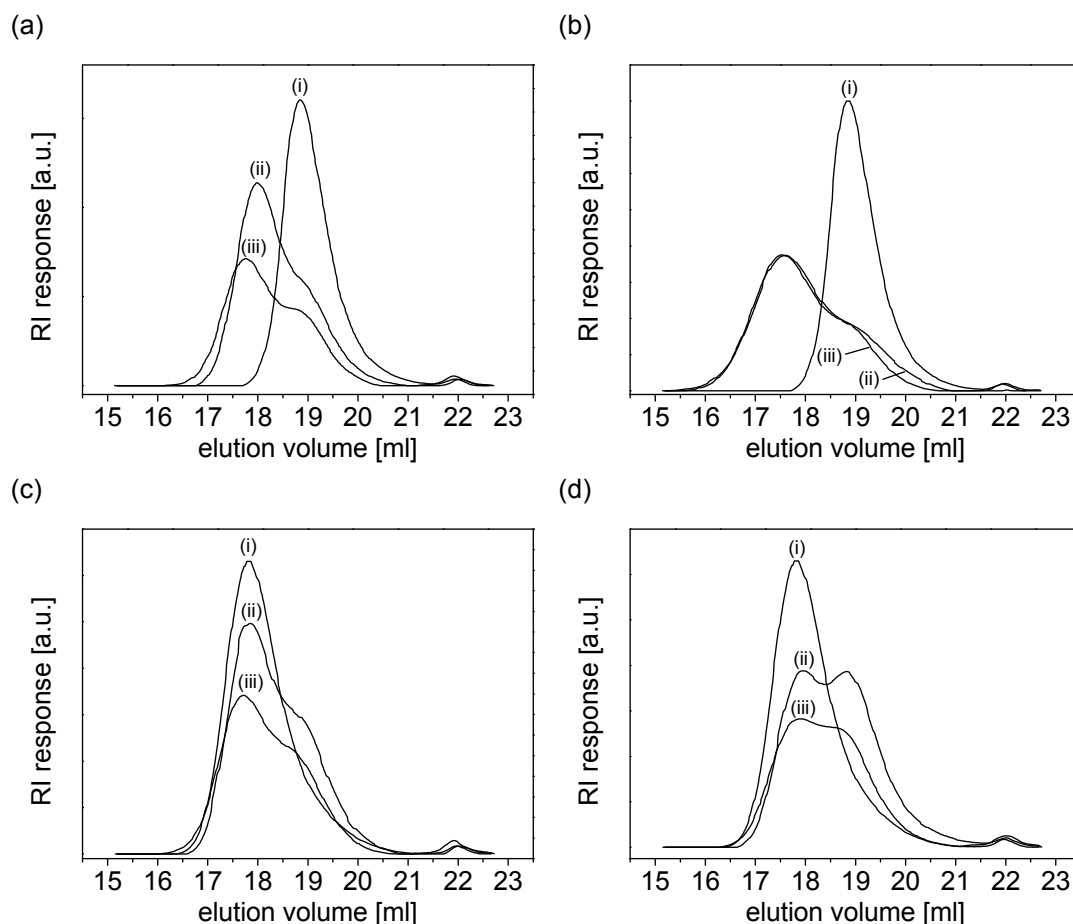 (a)
(i)
(ii)
(iii)
RI response [a.u.]
15 16 17 18 19 20 21 22 23
elution volume [ml]
(b)
(i)
(iii)
(ii)
RI response [a.u.]
15 16 17 18 19 20 21 22 23
elution volume [ml]
(c)
(i)
(ii)
(iii)
RI response [a.u.]
15 16 17 18 19 20 21 22 23
elution volume [ml]
(d)
(i)
(ii)
(iii)
RI response [a.u.]
15 16 17 18 19 20 21 22 23
elution volume [ml]